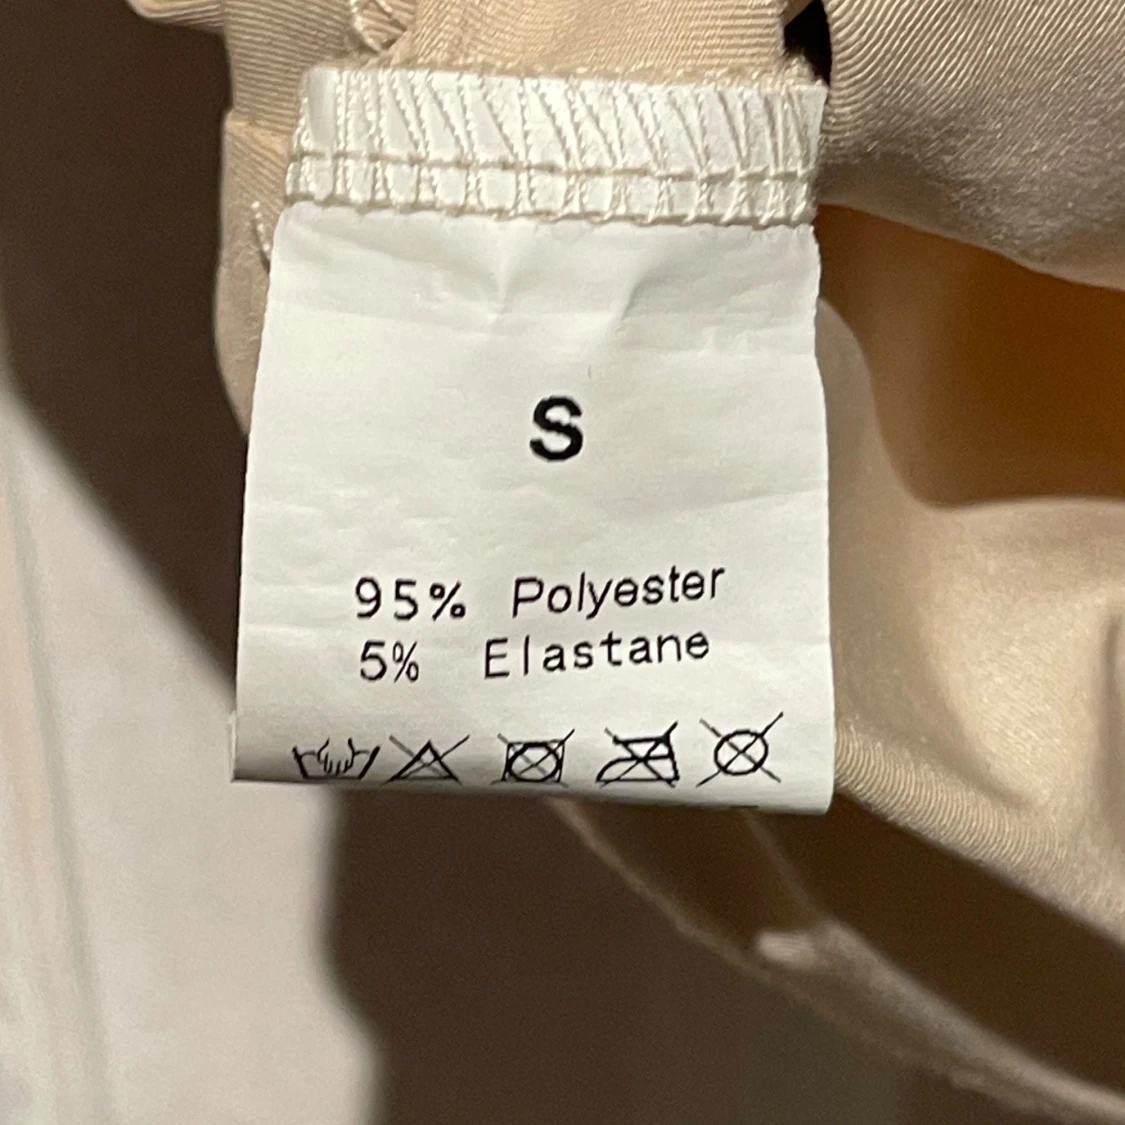 S
95% Polyester
5% Elastane